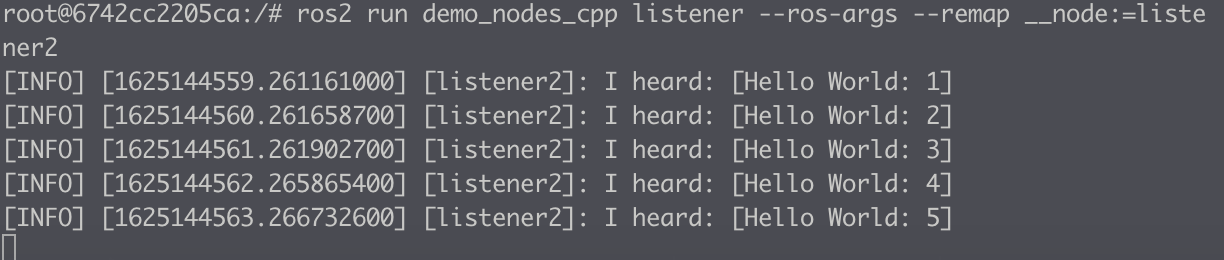 root@6742cc2205ca:/# ros2 run demo_nodes_cpp listener --ros-args --remap __node:=liste
ner2
[INFO] [1625144559.261161000] [listener2]: I heard: [Hello World: 1]
[INFO] [1625144560.261658700] [listener2]: I heard: [Hello World: 2]
[INFO] [1625144561.261902700] [listener2]: I heard: [Hello World: 3]
[INFO] [1625144562.265865400] [listener2]: I heard: [Hello World: 4]
[INFO] [1625144563.266732600] [listener2]: I heard: [Hello World: 5]